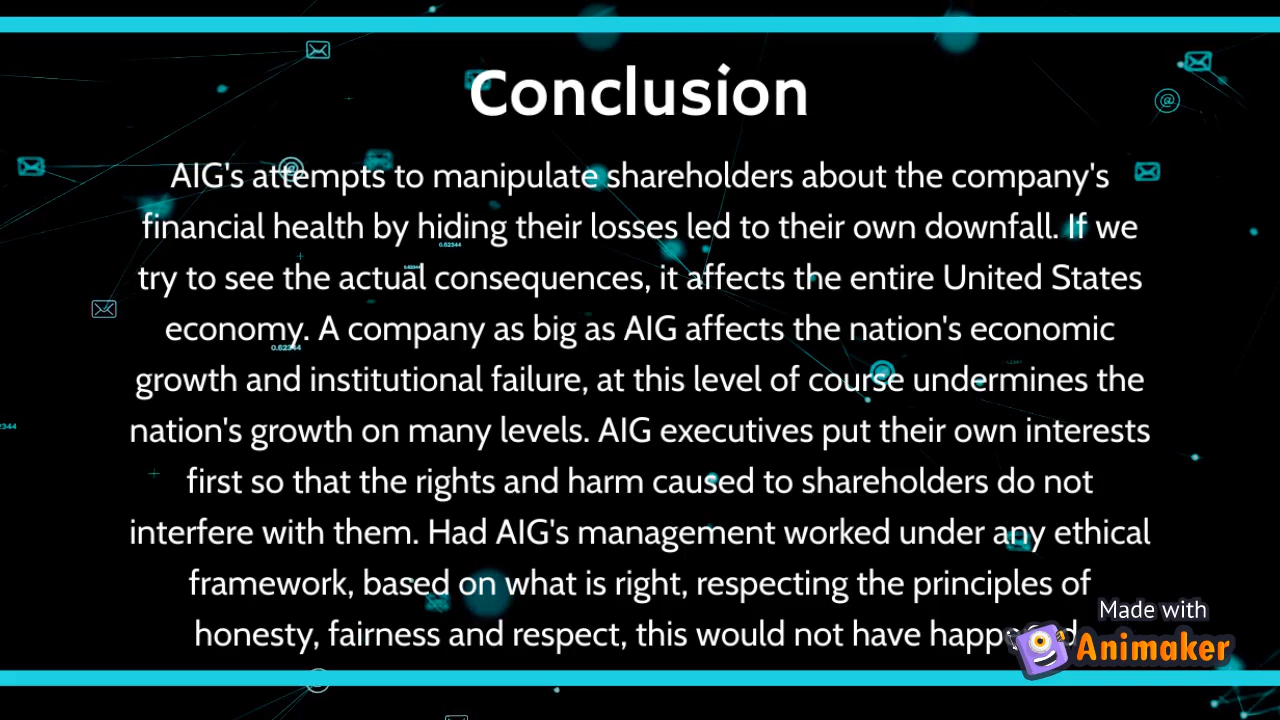 Conclusion
AIG's attempts to manipulate shareholders about the company's
financial health by hiding their losses led to their own downfall. If we
try to see the actual consequences, it affects the entire United States
economy. A company as big as AIG affects the nation's economic
growth and institutional failure, at this level of course undermines the
nation's growth on many levels. AIG executives put their own interests
first so that the rights and harm caused to shareholders do not
interfere with them. Had AIG's management worked under any ethical
framework, based on what is right, respecting the principles of
honesty, fairness and respect, this would not have
Made with
Animaker
0.62344
0.62344